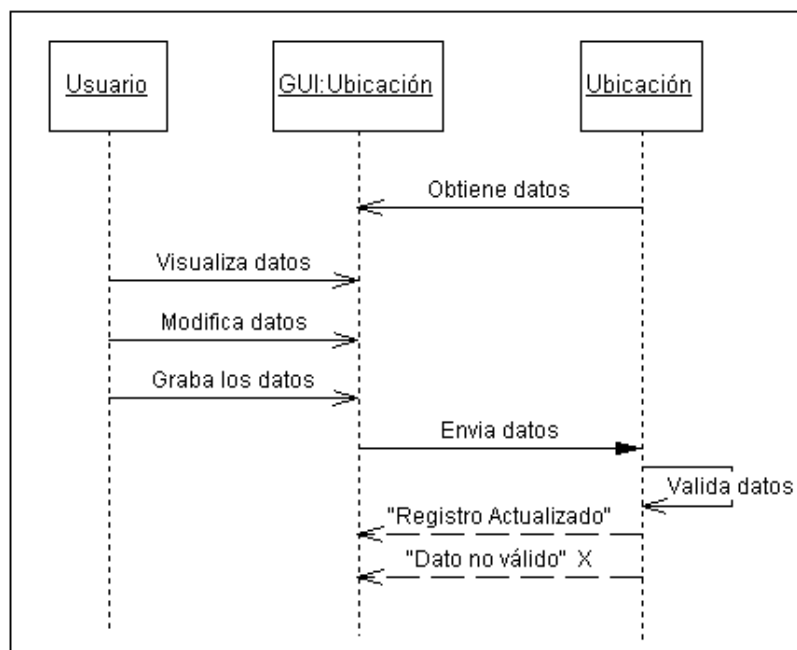 Usuario
GUI:Ubicación
Ubicación
Obtiene datos
Visualiza datos
Modifica datos
Graba los datos
Envia datos
Valida datos
"Registro Actualizado"
"Dato no válido" X